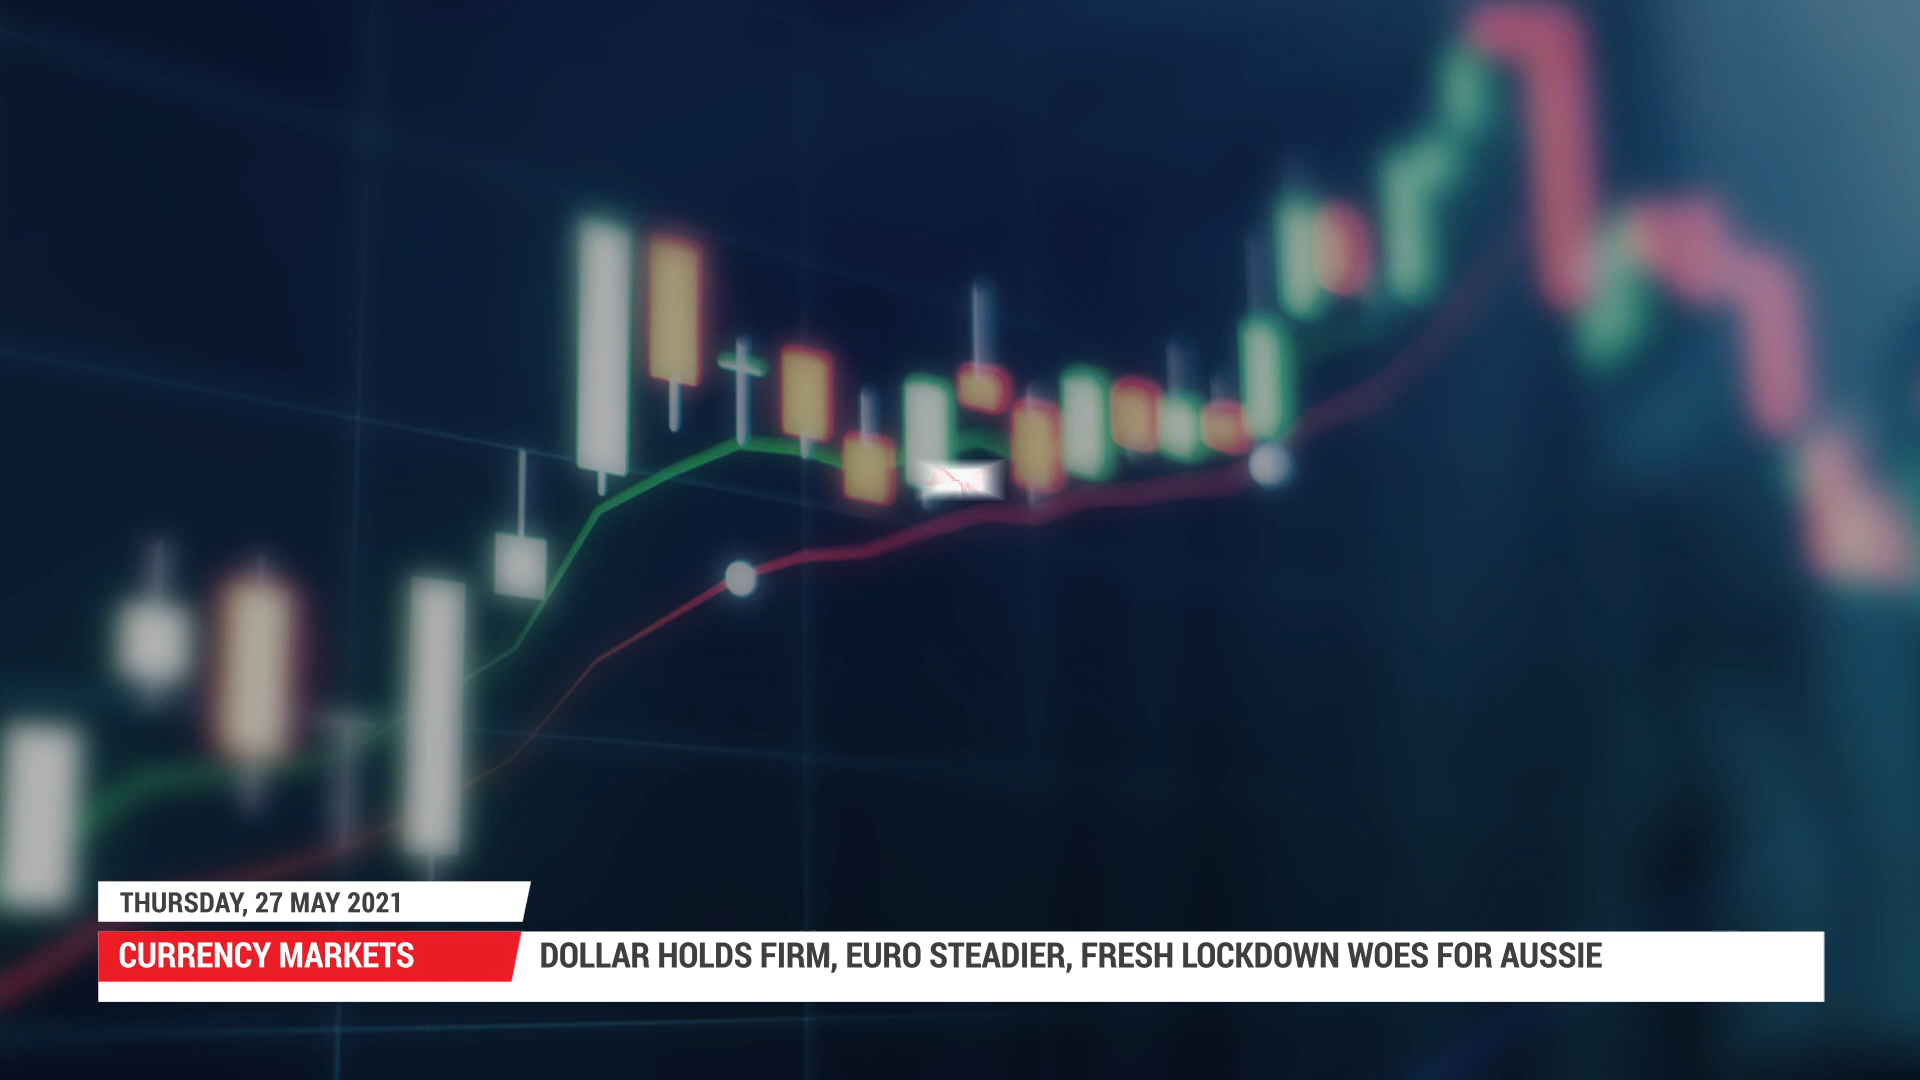 THURSDAY, 27 MAY 2021
CURRENCY MARKETS
DOLLAR HOLDS FIRM, EURO STEADIER, FRESH LOCKDOWN WOES FOR AUSSIE